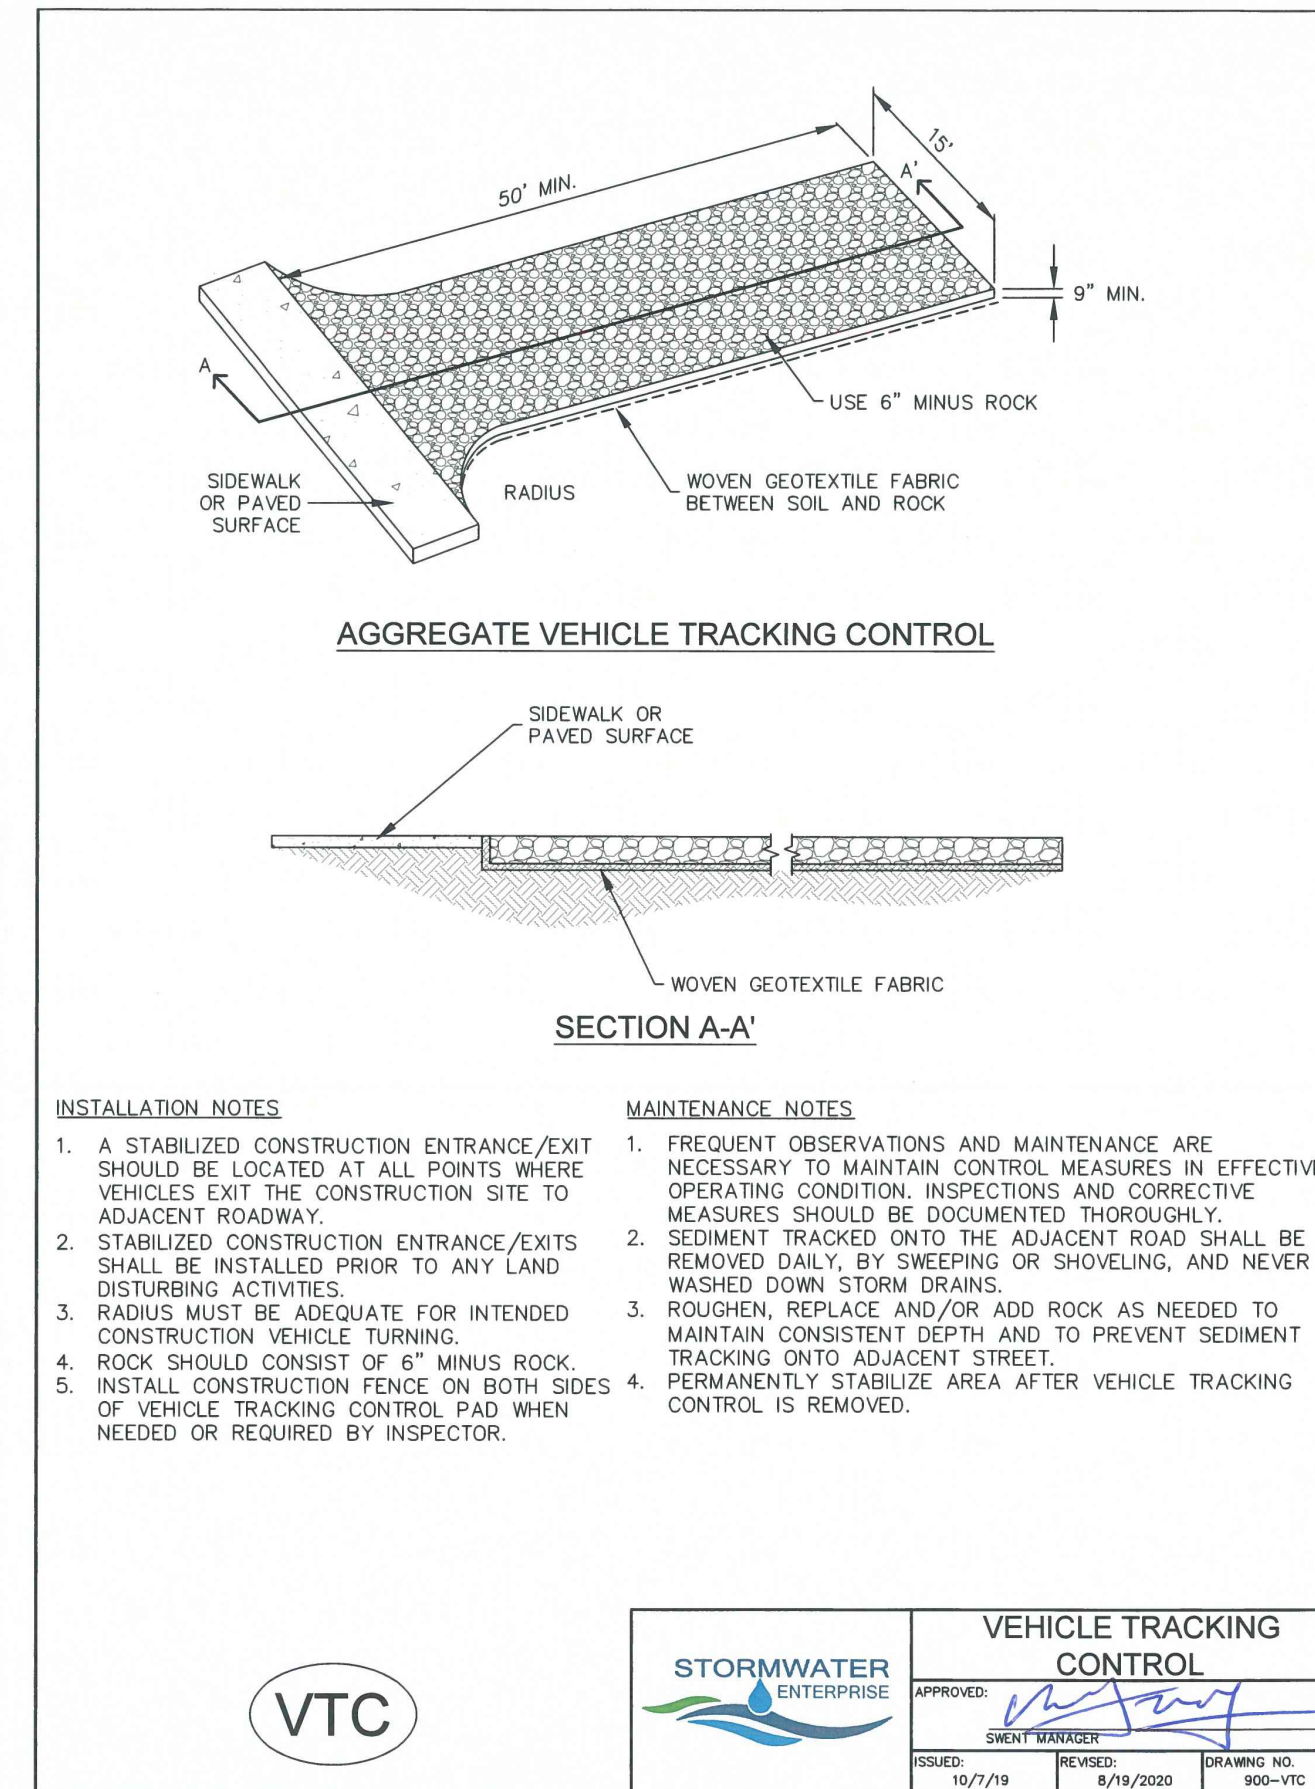 50' MIN.
15'
A'
9" MIN.
USE 6" MINUS ROCK
A
SIDEWALK
OR PAVED
SURFACE
RADIUS
WOVEN GEOTEXTILE FABRIC
BETWEEN SOIL AND ROCK
AGGREGATE VEHICLE TRACKING CONTROL
SIDEWALK OR
PAVED SURFACE
WOVEN GEOTEXTILE FABRIC
SECTION A-A'
INSTALLATION NOTES
1. A STABILIZED CONSTRUCTION ENTRANCE/EXIT
SHOULD BE LOCATED AT ALL POINTS WHERE
VEHICLES EXIT THE CONSTRUCTION SITE TO
ADJACENT ROADWAY.
2. STABILIZED CONSTRUCTION ENTRANCE/EXITS
SHALL BE INSTALLED PRIOR TO ANY LAND
DISTURBING ACTIVITIES.
3. RADIUS MUST BE ADEQUATE FOR INTENDED
CONSTRUCTION VEHICLE TURNING.
4. ROCK SHOULD CONSIST OF 6" MINUS ROCK.
5. INSTALL CONSTRUCTION FENCE ON BOTH SIDES
OF VEHICLE TRACKING CONTROL PAD WHEN
NEEDED OR REQUIRED BY INSPECTOR.
MAINTENANCE NOTES
1. FREQUENT OBSERVATIONS AND MAINTENANCE ARE
NECESSARY TO MAINTAIN CONTROL MEASURES IN EFFECTIV
OPERATING CONDITION. INSPECTIONS AND CORRECTIVE
MEASURES SHOULD BE DOCUMENTED THOROUGHLY.
2. SEDIMENT TRACKED ONTO THE ADJACENT ROAD SHALL BE
REMOVED DAILY, BY SWEEPING OR SHOVELING, AND NEVER
WASHED DOWN STORM DRAINS.
3. ROUGHEN, REPLACE AND/OR ADD ROCK AS NEEDED TO
MAINTAIN CONSISTENT DEPTH AND TO PREVENT SEDIMENT
TRACKING ONTO ADJACENT STREET.
4. PERMANENTLY STABILIZE AREA AFTER VEHICLE TRACKING
CONTROL IS REMOVED.
VTC
STORMWATER
ENTERPRISE
VEHICLE TRACKING
CONTROL
APPROVED:
SWENT MANAGER
ISSUED:
10/7/19
REVISED:
8/19/2020
DRAWING NO.
900-VTC